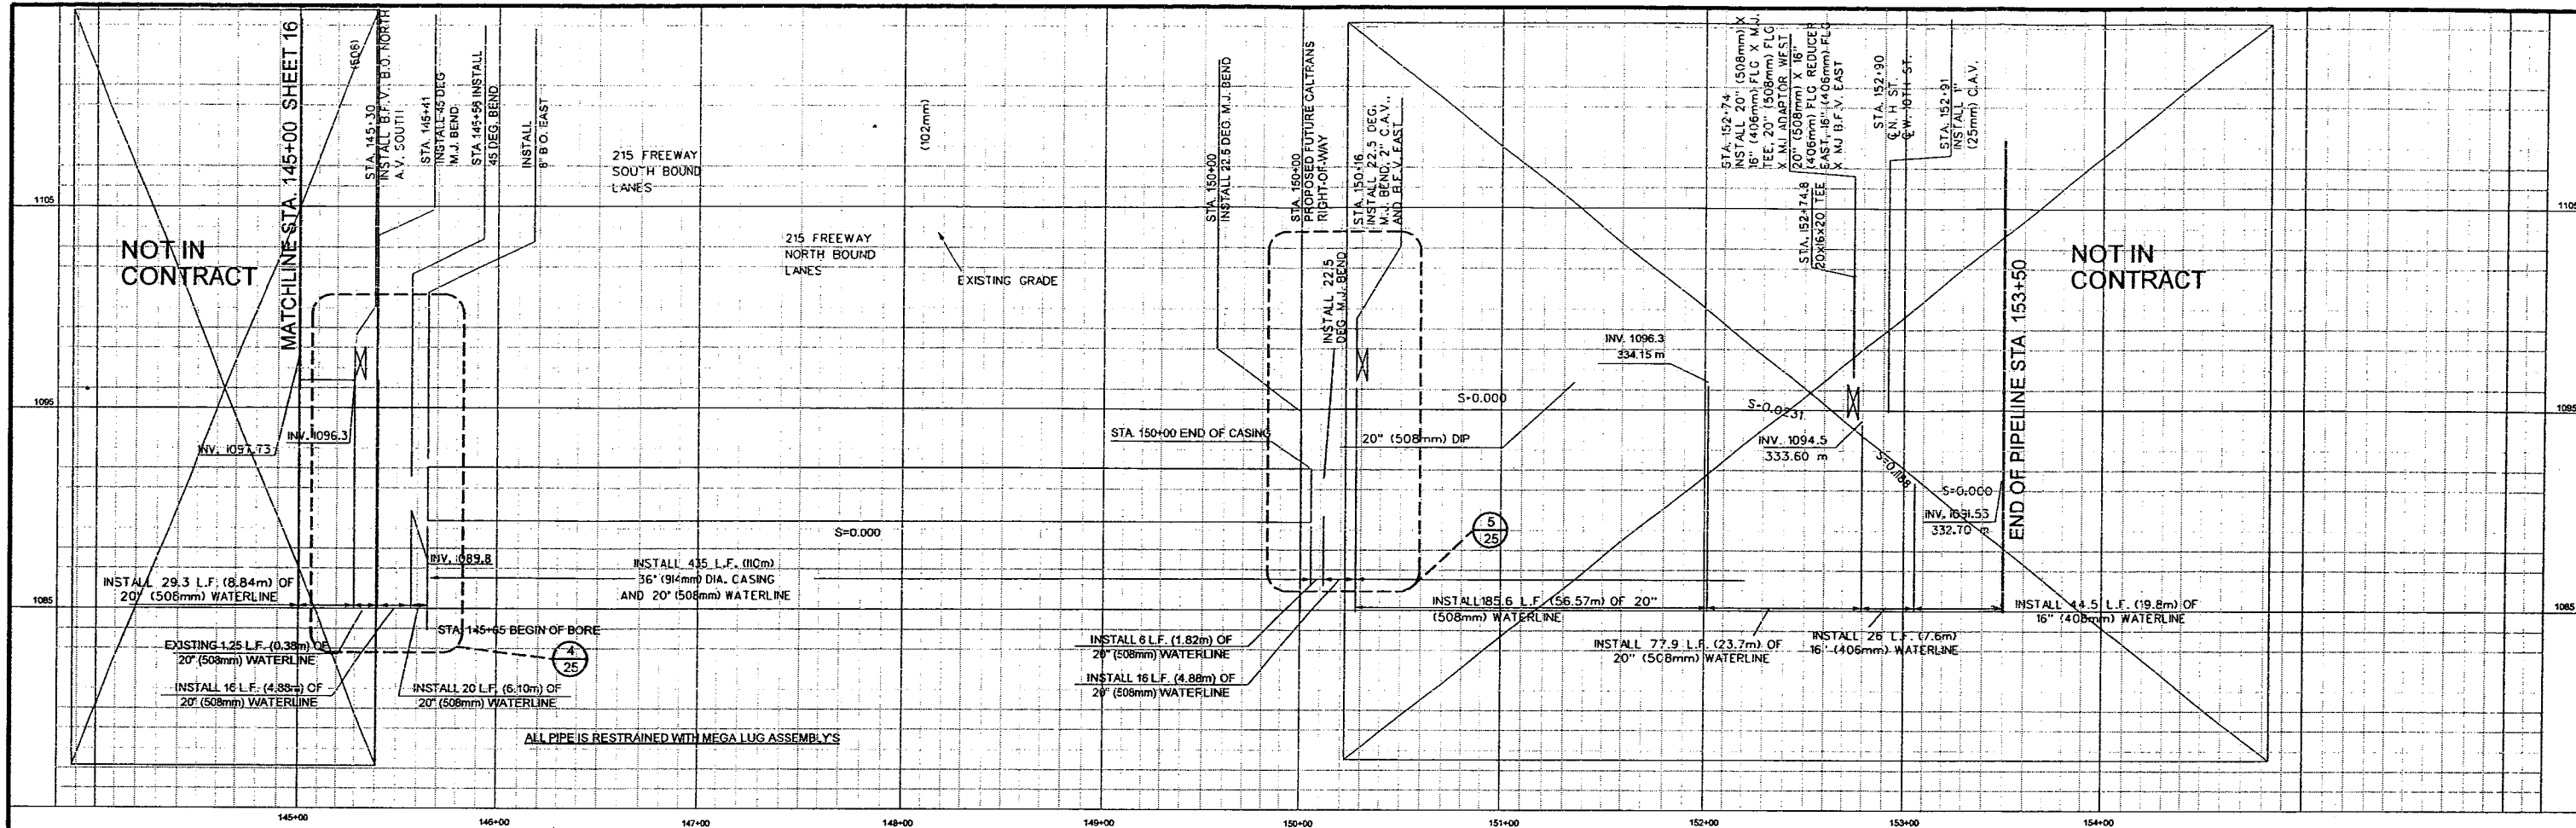 NOT IN
CONTRACT
MATCHLINE STA. 145+00 SHEET 16
(506)
STA. 145+30
INSTALL B.F.V. B.O. NORTH
A.V. SOUTH
STA. 145+41
INSTALL 45 DEG
M.J. BEND
STA 145+56 INSTALL
45 DEG. BEND
INSTALL
8" B.O. EAST
215 FREEWAY
SOUTH BOUND
LANES
215 FREEWAY
NORTH BOUND
LANES
(102mm)
EXISTING GRADE
STA. 150+00
INSTALL 22.5 DEG. M.J. BEND
STA. 150+00
PROPOSED FUTURE CALTRANS
RIGHT-OF-WAY
STA. 150+16
INSTALL 22.5 DEG.
M.J. BEND, 2" C.A.V.,
AND B.F.V. EAST
INSTALL 22.5
DEG M.J. BEND
STA. 152+74
INSTALL 20" (508mm) X
16" (406mm) FLG X M.J.
TEE, 20" (508mm) FLG
X MJ ADAPTOR WEST
20" (508mm) X 16"
(406mm) FLG REDUCER
EAST, 16" (406mm) FLG
X MJ B.F.V. EAST
STA. 152+74.8
20x16x20 TEE
STA. 152+90
N. H ST.
W. 10TH ST.
STA. 152+91
INSTALL 1"
(25mm) C.A.V.
END OF PIPELINE STA. 153+50
NOT IN
CONTRACT
1105
1105
1095
1095
1085
1085
INV. 1097.73
INV. 1096.3
INV. 1089.8
S=0.000
STA. 150+00 END OF CASING
20" (508mm) DIP
S=0.000
INV. 1096.3
334.15 m
S=0.0231
INV. 1094.5
333.60 m
S=0.1188
S=0.000
INV. 1091.53
332.70 m
INSTALL 29.3 L.F. (8.84m) OF
20" (508mm) WATERLINE
EXISTING 1.25 L.F. (0.38m) OF
20" (508mm) WATERLINE
INSTALL 16 L.F. (4.88m) OF
20" (508mm) WATERLINE
INSTALL 20 L.F. (6.10m) OF
20" (508mm) WATERLINE
INSTALL 435 L.F. (110m)
36" (914mm) DIA. CASING
AND 20" (508mm) WATERLINE
STA. 145+65 BEGIN OF BORE
4
25
5
25
INSTALL 6 L.F. (1.82m) OF
20" (508mm) WATERLINE
INSTALL 16 L.F. (4.88m) OF
20" (508mm) WATERLINE
INSTALL 185.6 L.F. (56.57m) OF 20"
(508mm) WATERLINE
INSTALL 77.9 L.F. (23.7m) OF
20" (508mm) WATERLINE
INSTALL 26 L.F. (7.6m)
16" (406mm) WATERLINE
INSTALL 44.5 L.F. (19.8m) OF
16" (406mm) WATERLINE
ALL PIPE IS RESTRAINED WITH MEGA LUG ASSEMBLY'S
145+00
146+00
147+00
148+00
149+00
150+00
151+00
152+00
153+00
154+00